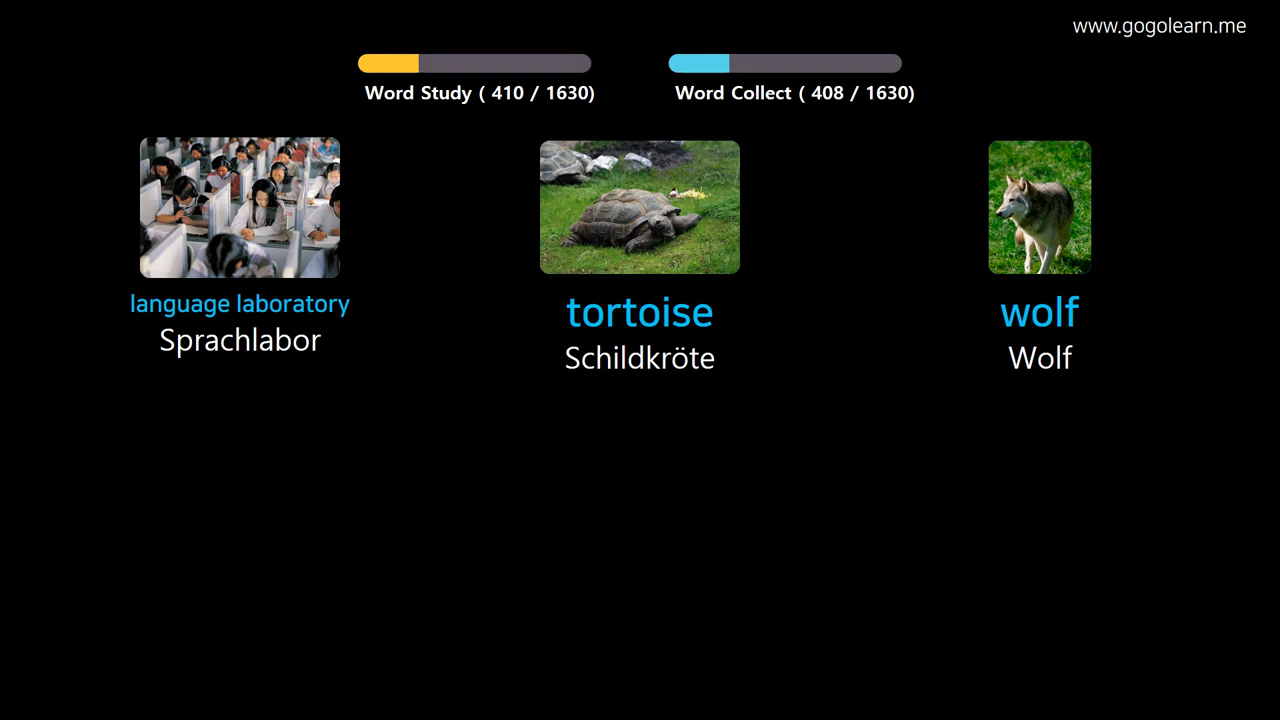 www.gogolearn.me
Word Study ( 410 / 1630)
Word Collect ( 408 / 1630)
language laboratory
Sprachlabor
tortoise
Schildkröte
wolf
Wolf